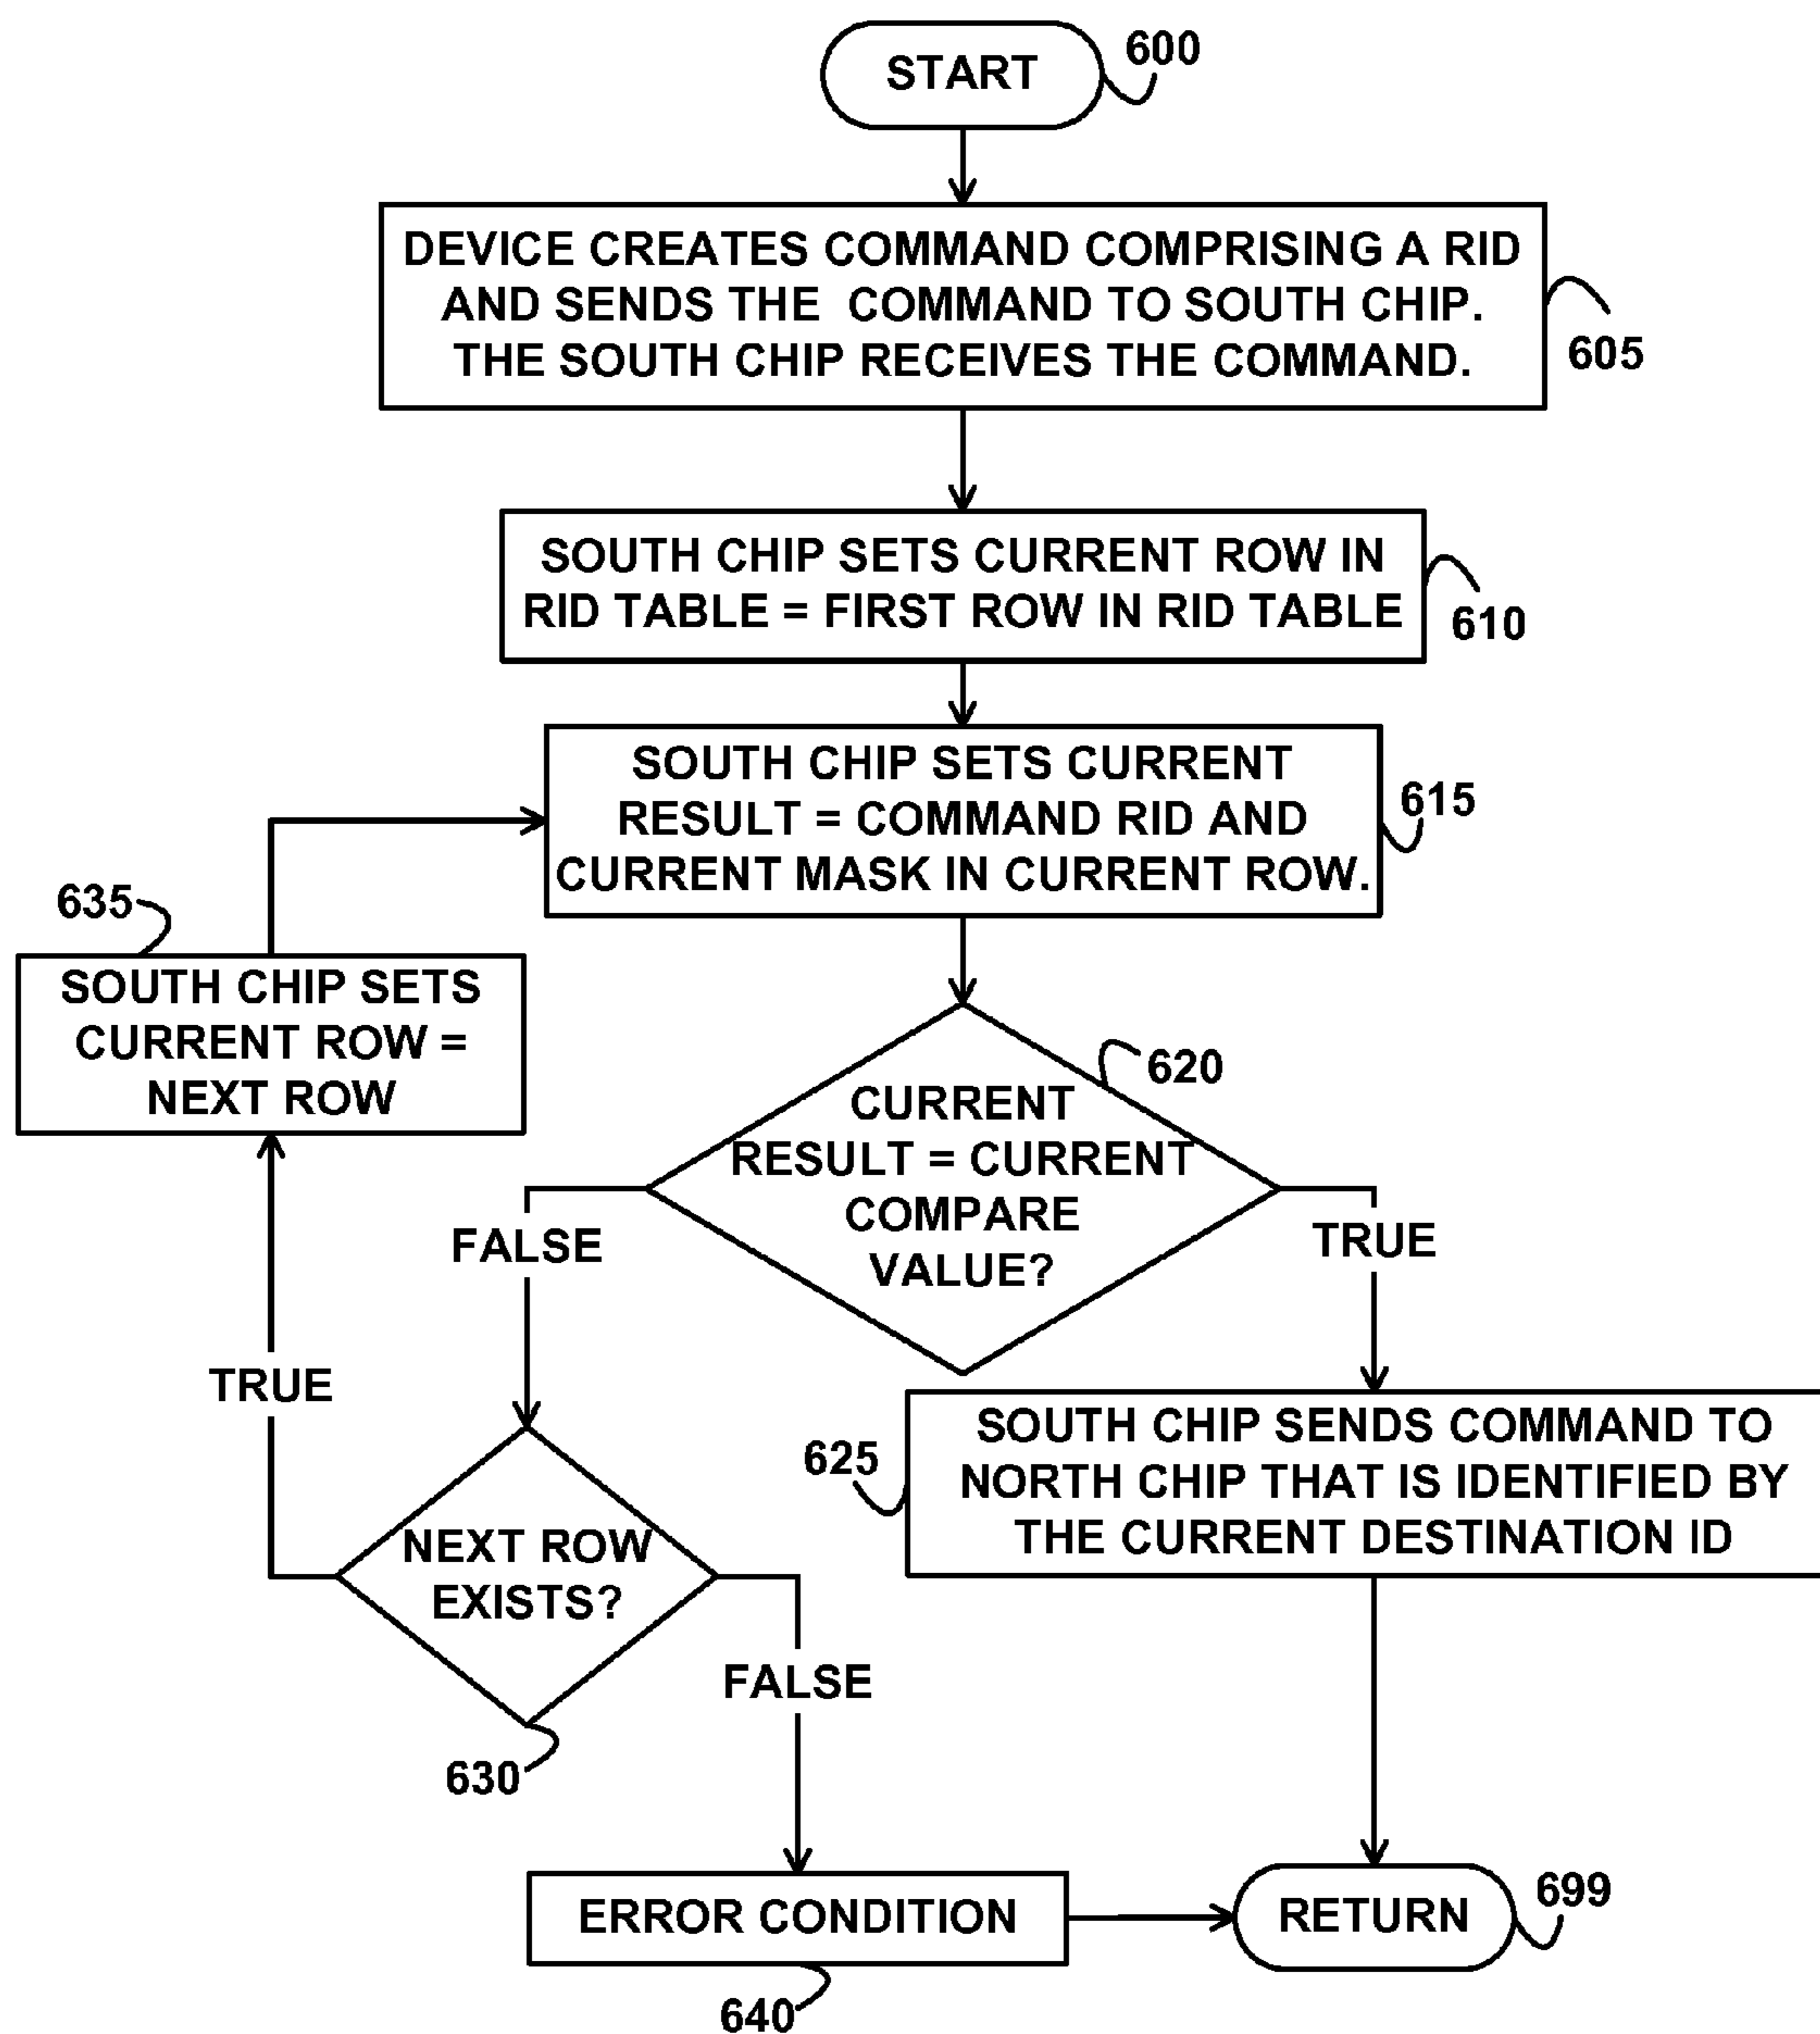 START
600
DEVICE CREATES COMMAND COMPRISING A RID
AND SENDS THE COMMAND TO SOUTH CHIP.
THE SOUTH CHIP RECEIVES THE COMMAND.
605
SOUTH CHIP SETS CURRENT ROW IN
RID TABLE = FIRST ROW IN RID TABLE
610
SOUTH CHIP SETS CURRENT
RESULT = COMMAND RID AND
CURRENT MASK IN CURRENT ROW.
615
635
SOUTH CHIP SETS
CURRENT ROW =
NEXT ROW
620
CURRENT
RESULT = CURRENT
COMPARE
VALUE?
FALSE
TRUE
TRUE
625
SOUTH CHIP SENDS COMMAND TO
NORTH CHIP THAT IS IDENTIFIED BY
THE CURRENT DESTINATION ID
NEXT ROW
EXISTS?
630
FALSE
ERROR CONDITION
640
RETURN
699